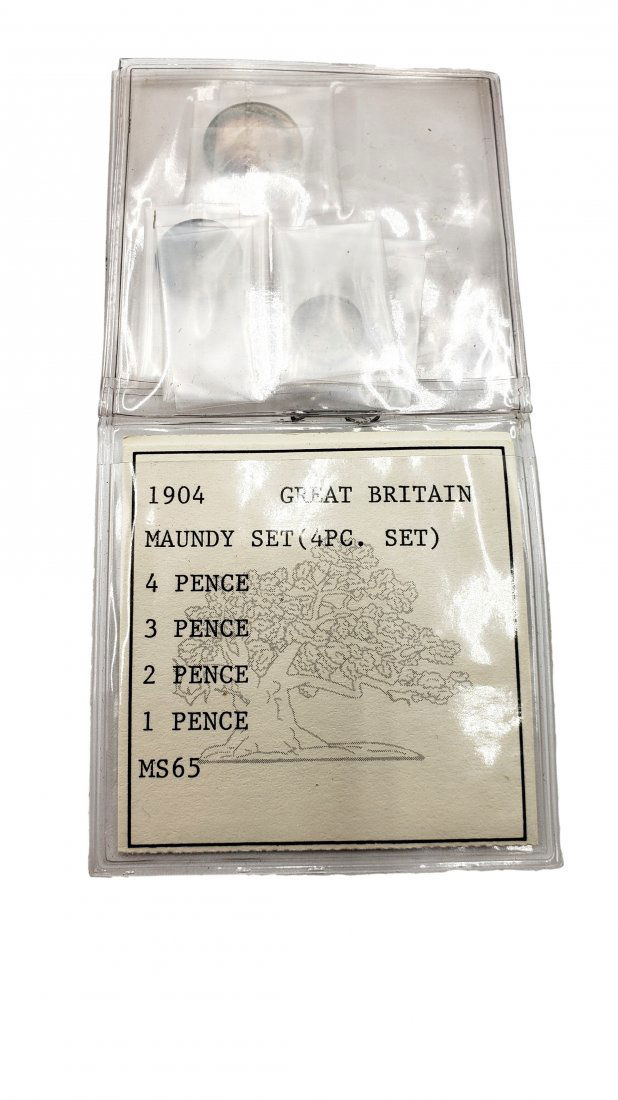 1904 GREAT BRITAIN
MAUNDY SET(4PC. SET)
4 PENCE
3 PENCE
2 PENCE
1 PENCE
MS65